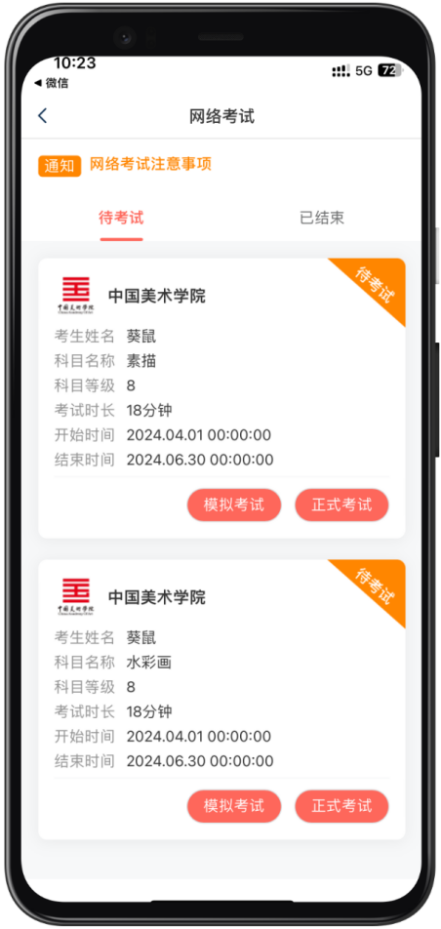 10:23
5G 72
◀ 微信
网络考试
通知 网络考试注意事项
待考试 已结束
待考试
中国美术学院
考生姓名 葵鼠
科目名称 素描
科目等级 8
考试时长 18分钟
开始时间 2024.04.01 00:00:00
结束时间 2024.06.30 00:00:00
模拟考试 正式考试
待考试
中国美术学院
考生姓名 葵鼠
科目名称 水彩画
科目等级 8
考试时长 18分钟
开始时间 2024.04.01 00:00:00
结束时间 2024.06.30 00:00:00
模拟考试 正式考试